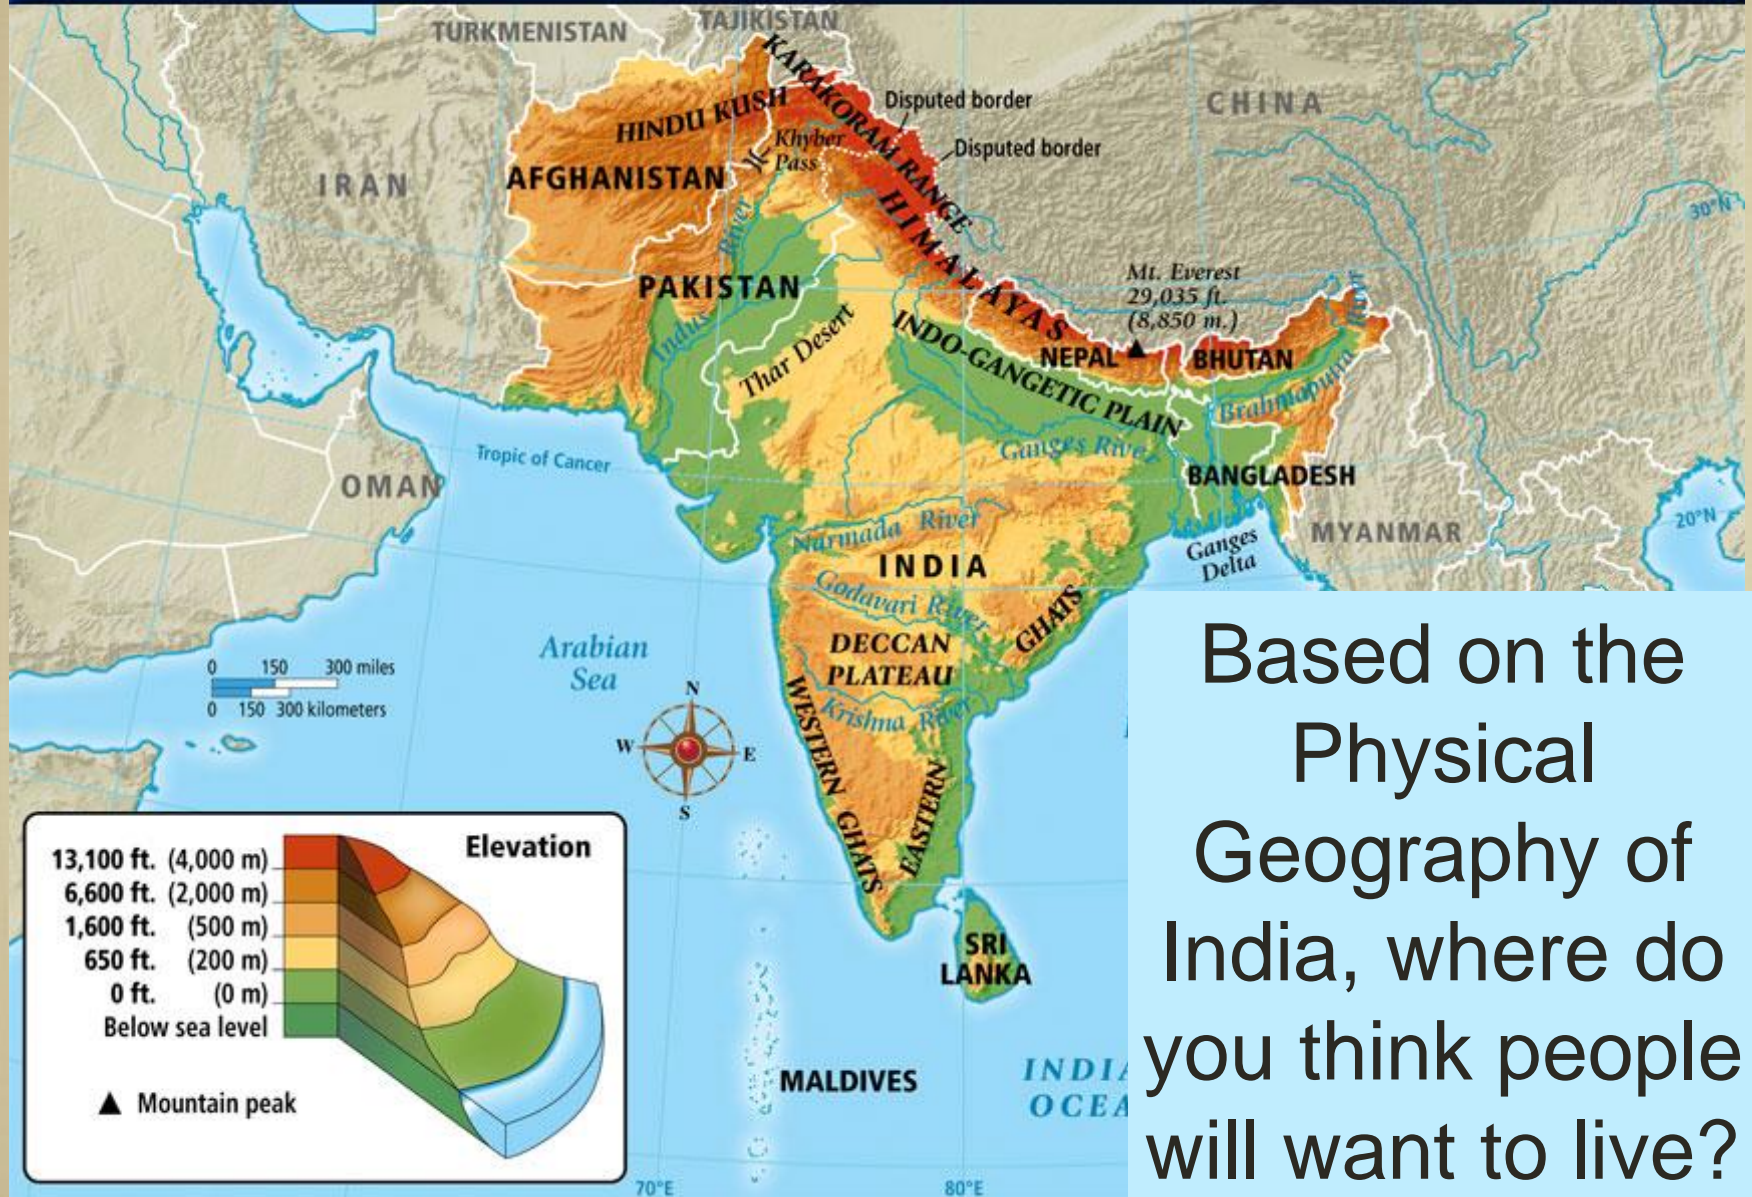 TURKMENISTAN
TAJIKISTAN
KARAKORAM RANGE
Disputed border
CHINA
HINDU KUSH
Khyber
Pass
Disputed border
IRAN
AFGHANISTAN
HIMALAYAS
30°N
River
PAKISTAN
Indus
Mt. Everest
29,035 ft.
(8,850 m.)
River
Thar Desert
INDO-GANGETIC PLAIN
NEPAL
BHUTAN
Brahmaputra
Tropic of Cancer
Ganges River
OMAN
BANGLADESH
20°N
Narmada River
MYANMAR
Ganges
Delta
INDIA
Godavari River
GHATS
Arabian
Sea
DECCAN
PLATEAU
0 150 300 miles
0 150 300 kilometers
N
W
E
S
WESTERN GHATS
Krishna River
EASTERN
SRI
LANKA
MALDIVES
70°E
80°E
Elevation
13,100 ft. (4,000 m)
6,600 ft. (2,000 m)
1,600 ft. (500 m)
650 ft. (200 m)
0 ft. (0 m)
Below sea level
Mountain peak
Based on the
Physical
Geography of
India, where do
you think people
will want to live?